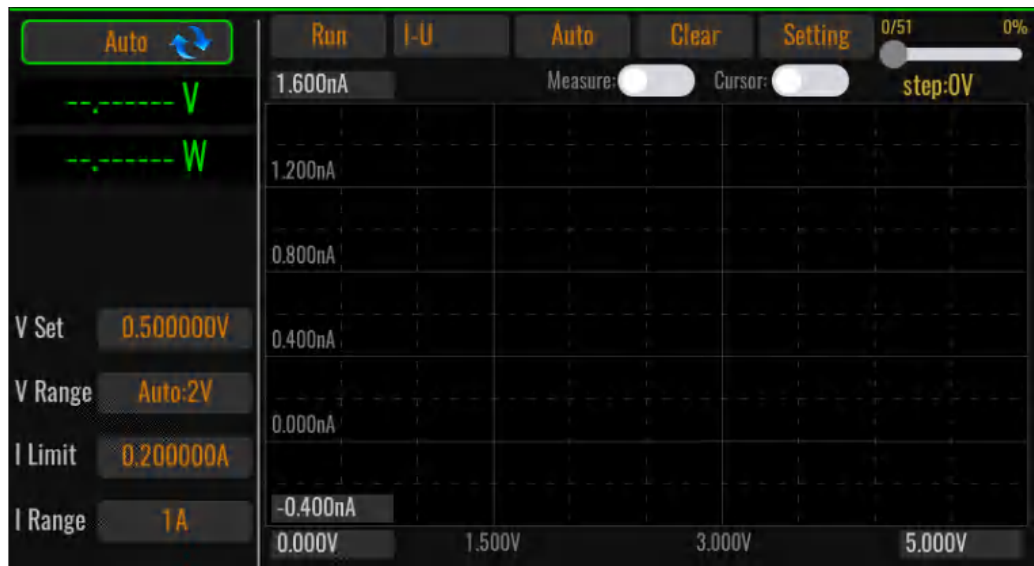 Auto
--.------ V
--.------ W
V Set 0.500000V
V Range Auto:2V
I Limit 0.200000A
I Range 1A
Run I-U Auto Clear Setting 0/51 0%
1.600nA Measure: Cursor: step:0V
1.200nA
0.800nA
0.400nA
0.000nA
-0.400nA
0.000V 1.500V 3.000V 5.000V